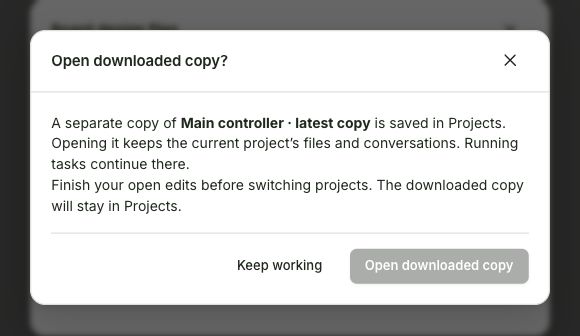 Open downloaded copy?
A separate copy of Main controller · latest copy is saved in Projects.
Opening it keeps the current project’s files and conversations. Running
tasks continue there.
Finish your open edits before switching projects. The downloaded copy
will stay in Projects.
Keep working
Open downloaded copy